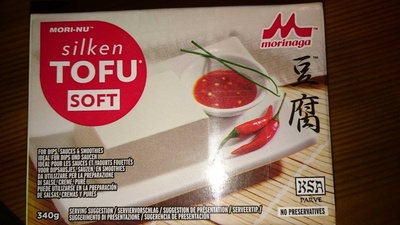 MORI-NU™
silken
TOFU
SOFT
morinaga
豆腐
FOR DIPS, SAUCES & SMOOTHIES
IDEAL FÜR DIPS UND SAUCEN
IDÉAL POUR LES SAUCES ET YAOURTS FOUETTÉS
VOOR DIPSAUSJES, SAUZEN, EN SMOOTHIES
DA UTILIZZARE PER LA PREPARAZIONE
DI SALSE, CREME, PURÈ
PUEDE UTILIZARSE EN LA PREPARACIÓN
DE SALSAS, CREMAS Y PURÉS
KSA
PARVE
340g
SERVING SUGGESTION / SERVIERVORSCHLAG / SUGGESTION DE PRÉSENTATION / SERVEERTIP /
SUGGERIMENTO DI PRESENTAZIONE / SUGERENCIA DE PRESENTACIÓN
NO PRESERVATIVES